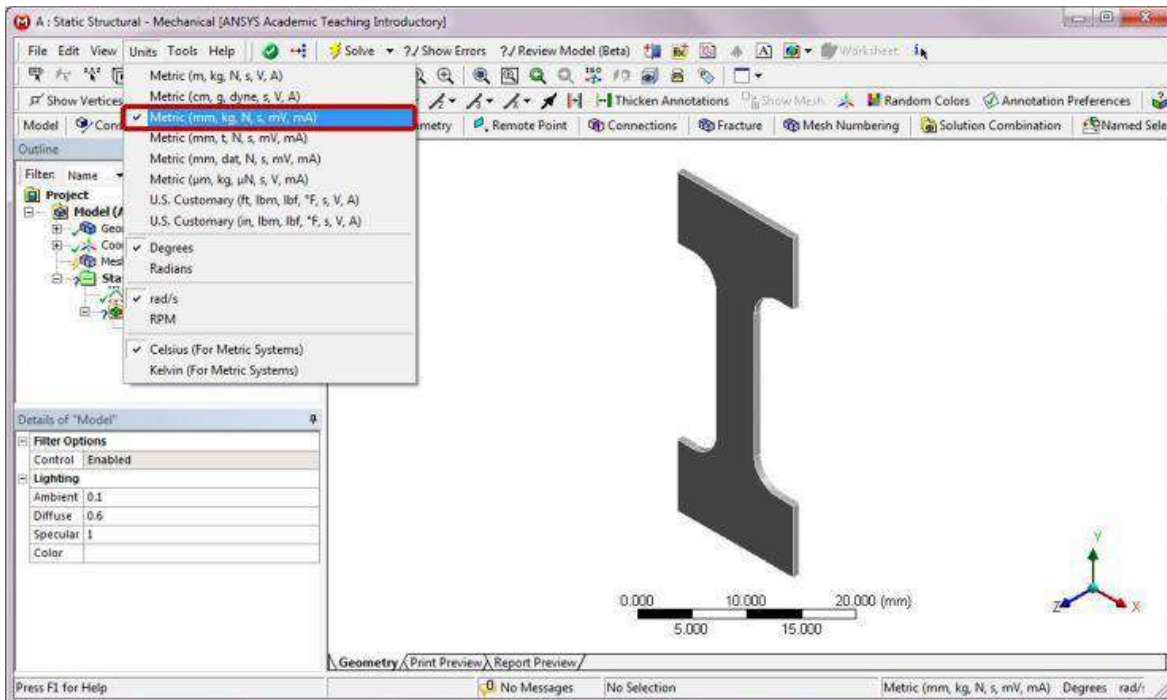 A : Static Structural - Mechanical [ANSYS Academic Teaching Introductory]
File Edit View Units Tools Help Solve ?/ Show Errors ?/ Review Model (Beta) Worksheet
Show Vertices Thicken Annotations Show Mesh Random Colors Annotation Preferences
Model metry Remote Point Connections Fracture Mesh Numbering Solution Combination Named Sele
Metric (m, kg, N, s, V, A)
Metric (cm, g, dyne, s, V, A)
Metric (mm, kg, N, s, mV, mA)
Metric (mm, t, N, s, mV, mA)
Metric (mm, dat, N, s, mV, mA)
Metric (µm, kg, µN, s, V, mA)
U.S. Customary (ft, lbm, lbf, °F, s, V, A)
U.S. Customary (in, lbm, lbf, °F, s, V, A)
Degrees
Radians
rad/s
RPM
Celsius (For Metric Systems)
Kelvin (For Metric Systems)
Outline
Filter: Name
Project
Model (A
Geo
Coo
Mes
Sta
Details of "Model"
Filter Options
Control Enabled
Lighting
Ambient 0.1
Diffuse 0.6
Specular 1
Color
Y
Z X
0.000 10.000 20.000 (mm)
5.000 15.000
Geometry Print Preview Report Preview
Press F1 for Help 0 No Messages No Selection Metric (mm, kg, N, s, mV, mA) Degrees rad/s